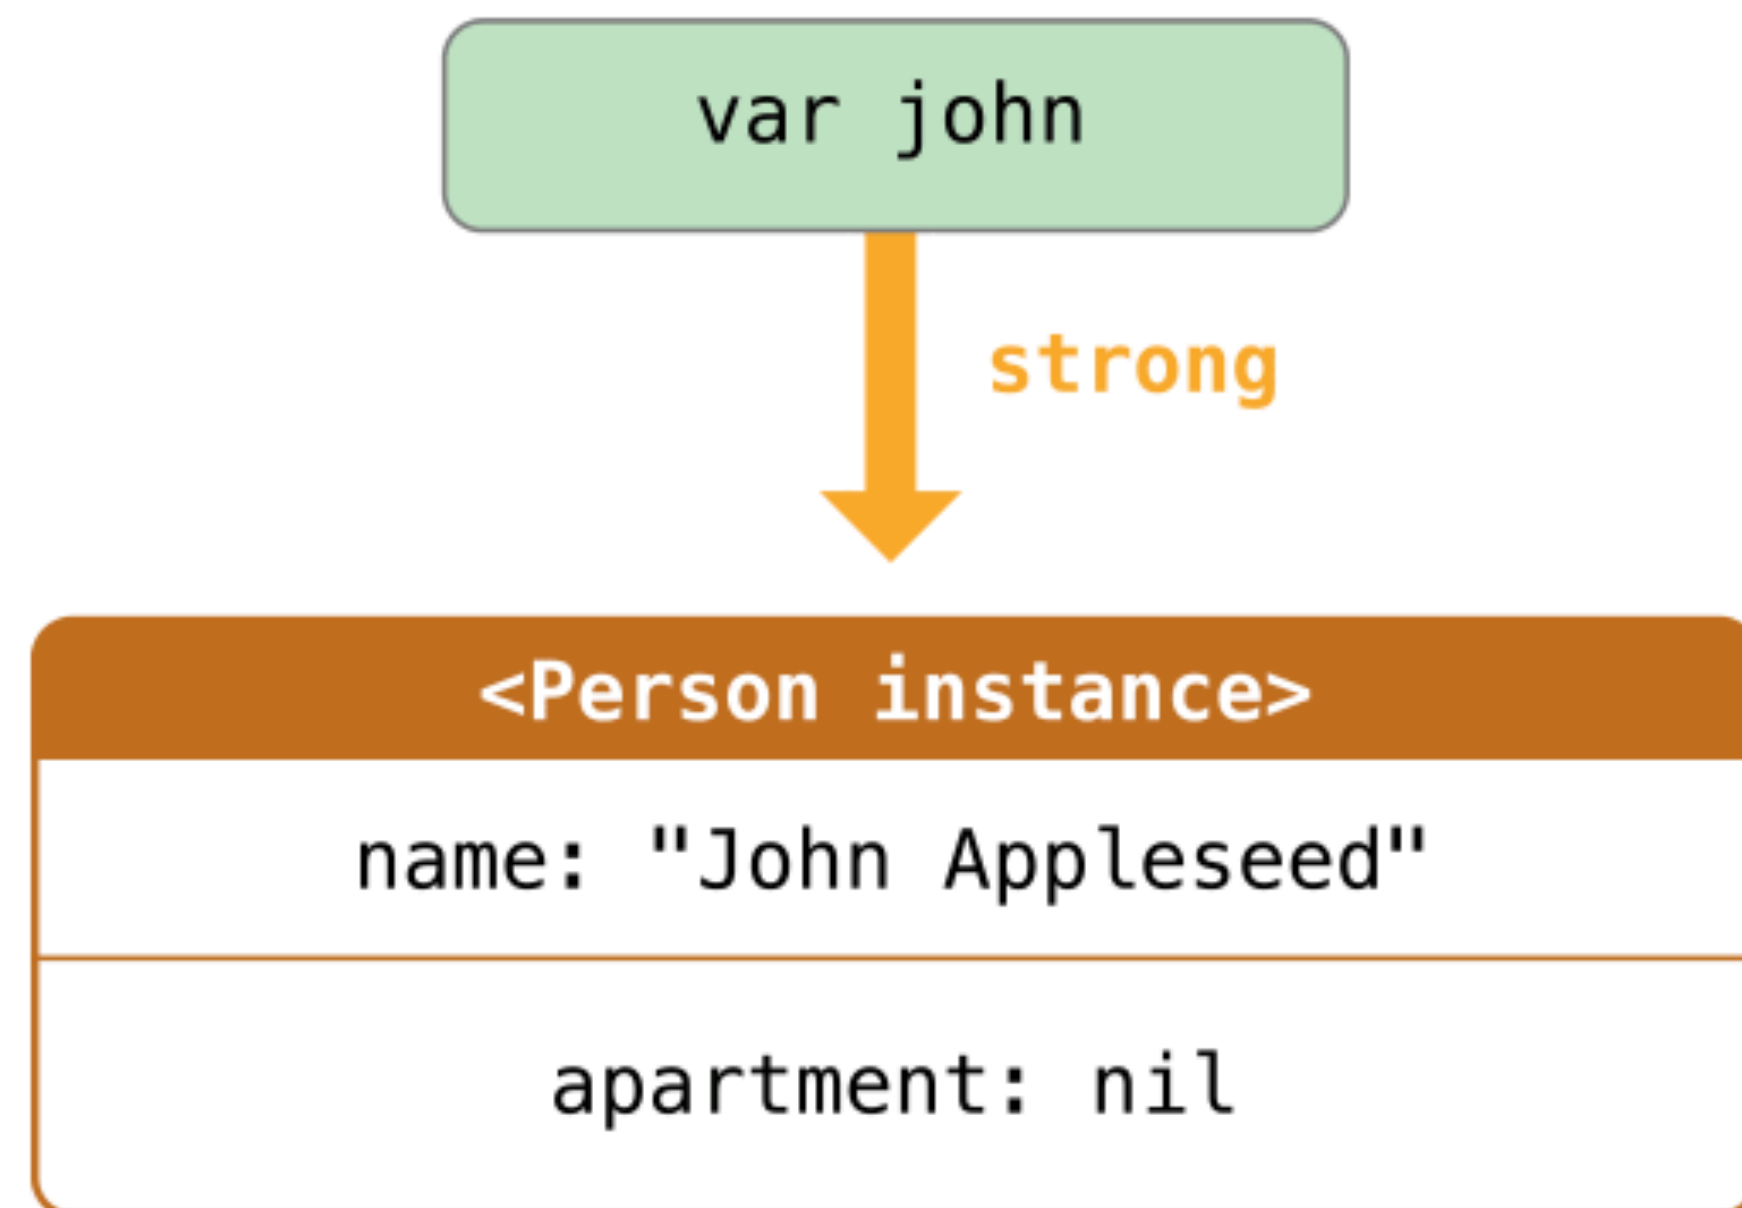 var john
strong
<Person instance>
name: "John Appleseed"
apartment: nil